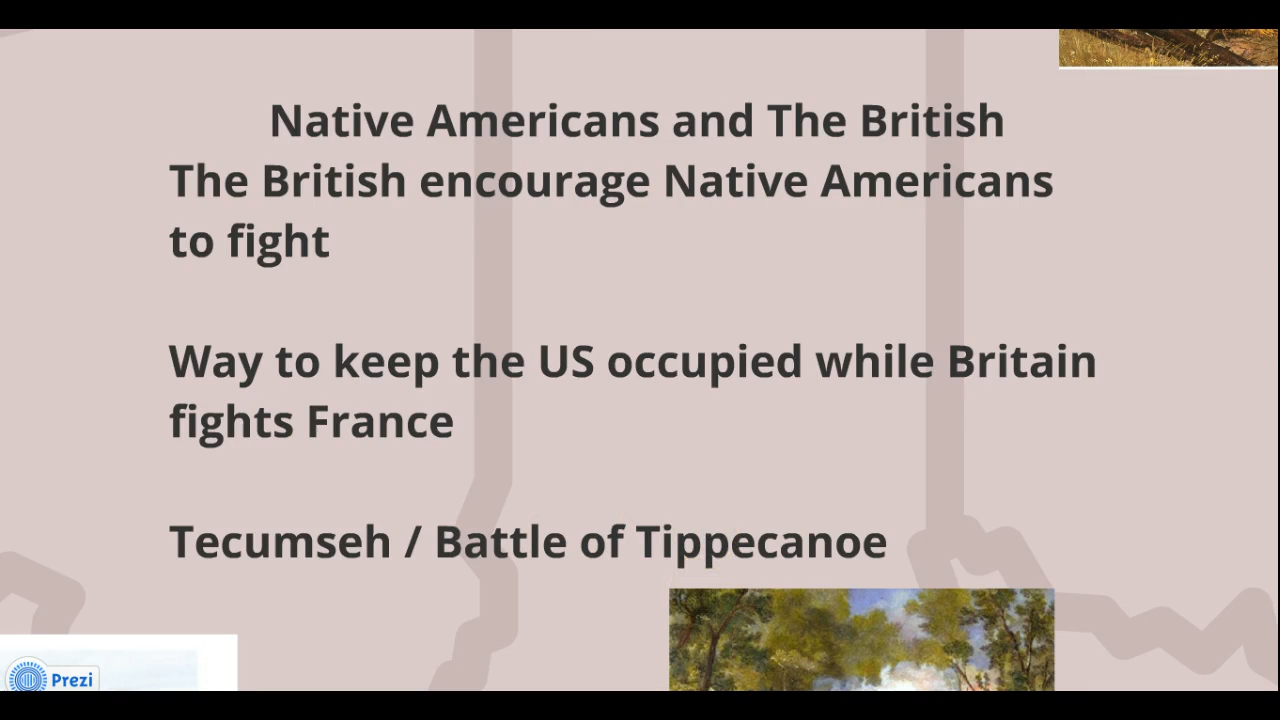 Native Americans and The British
The British encourage Native Americans
to fight
Way to keep the US occupied while Britain
fights France
Tecumseh / Battle of Tippecanoe
Prezi